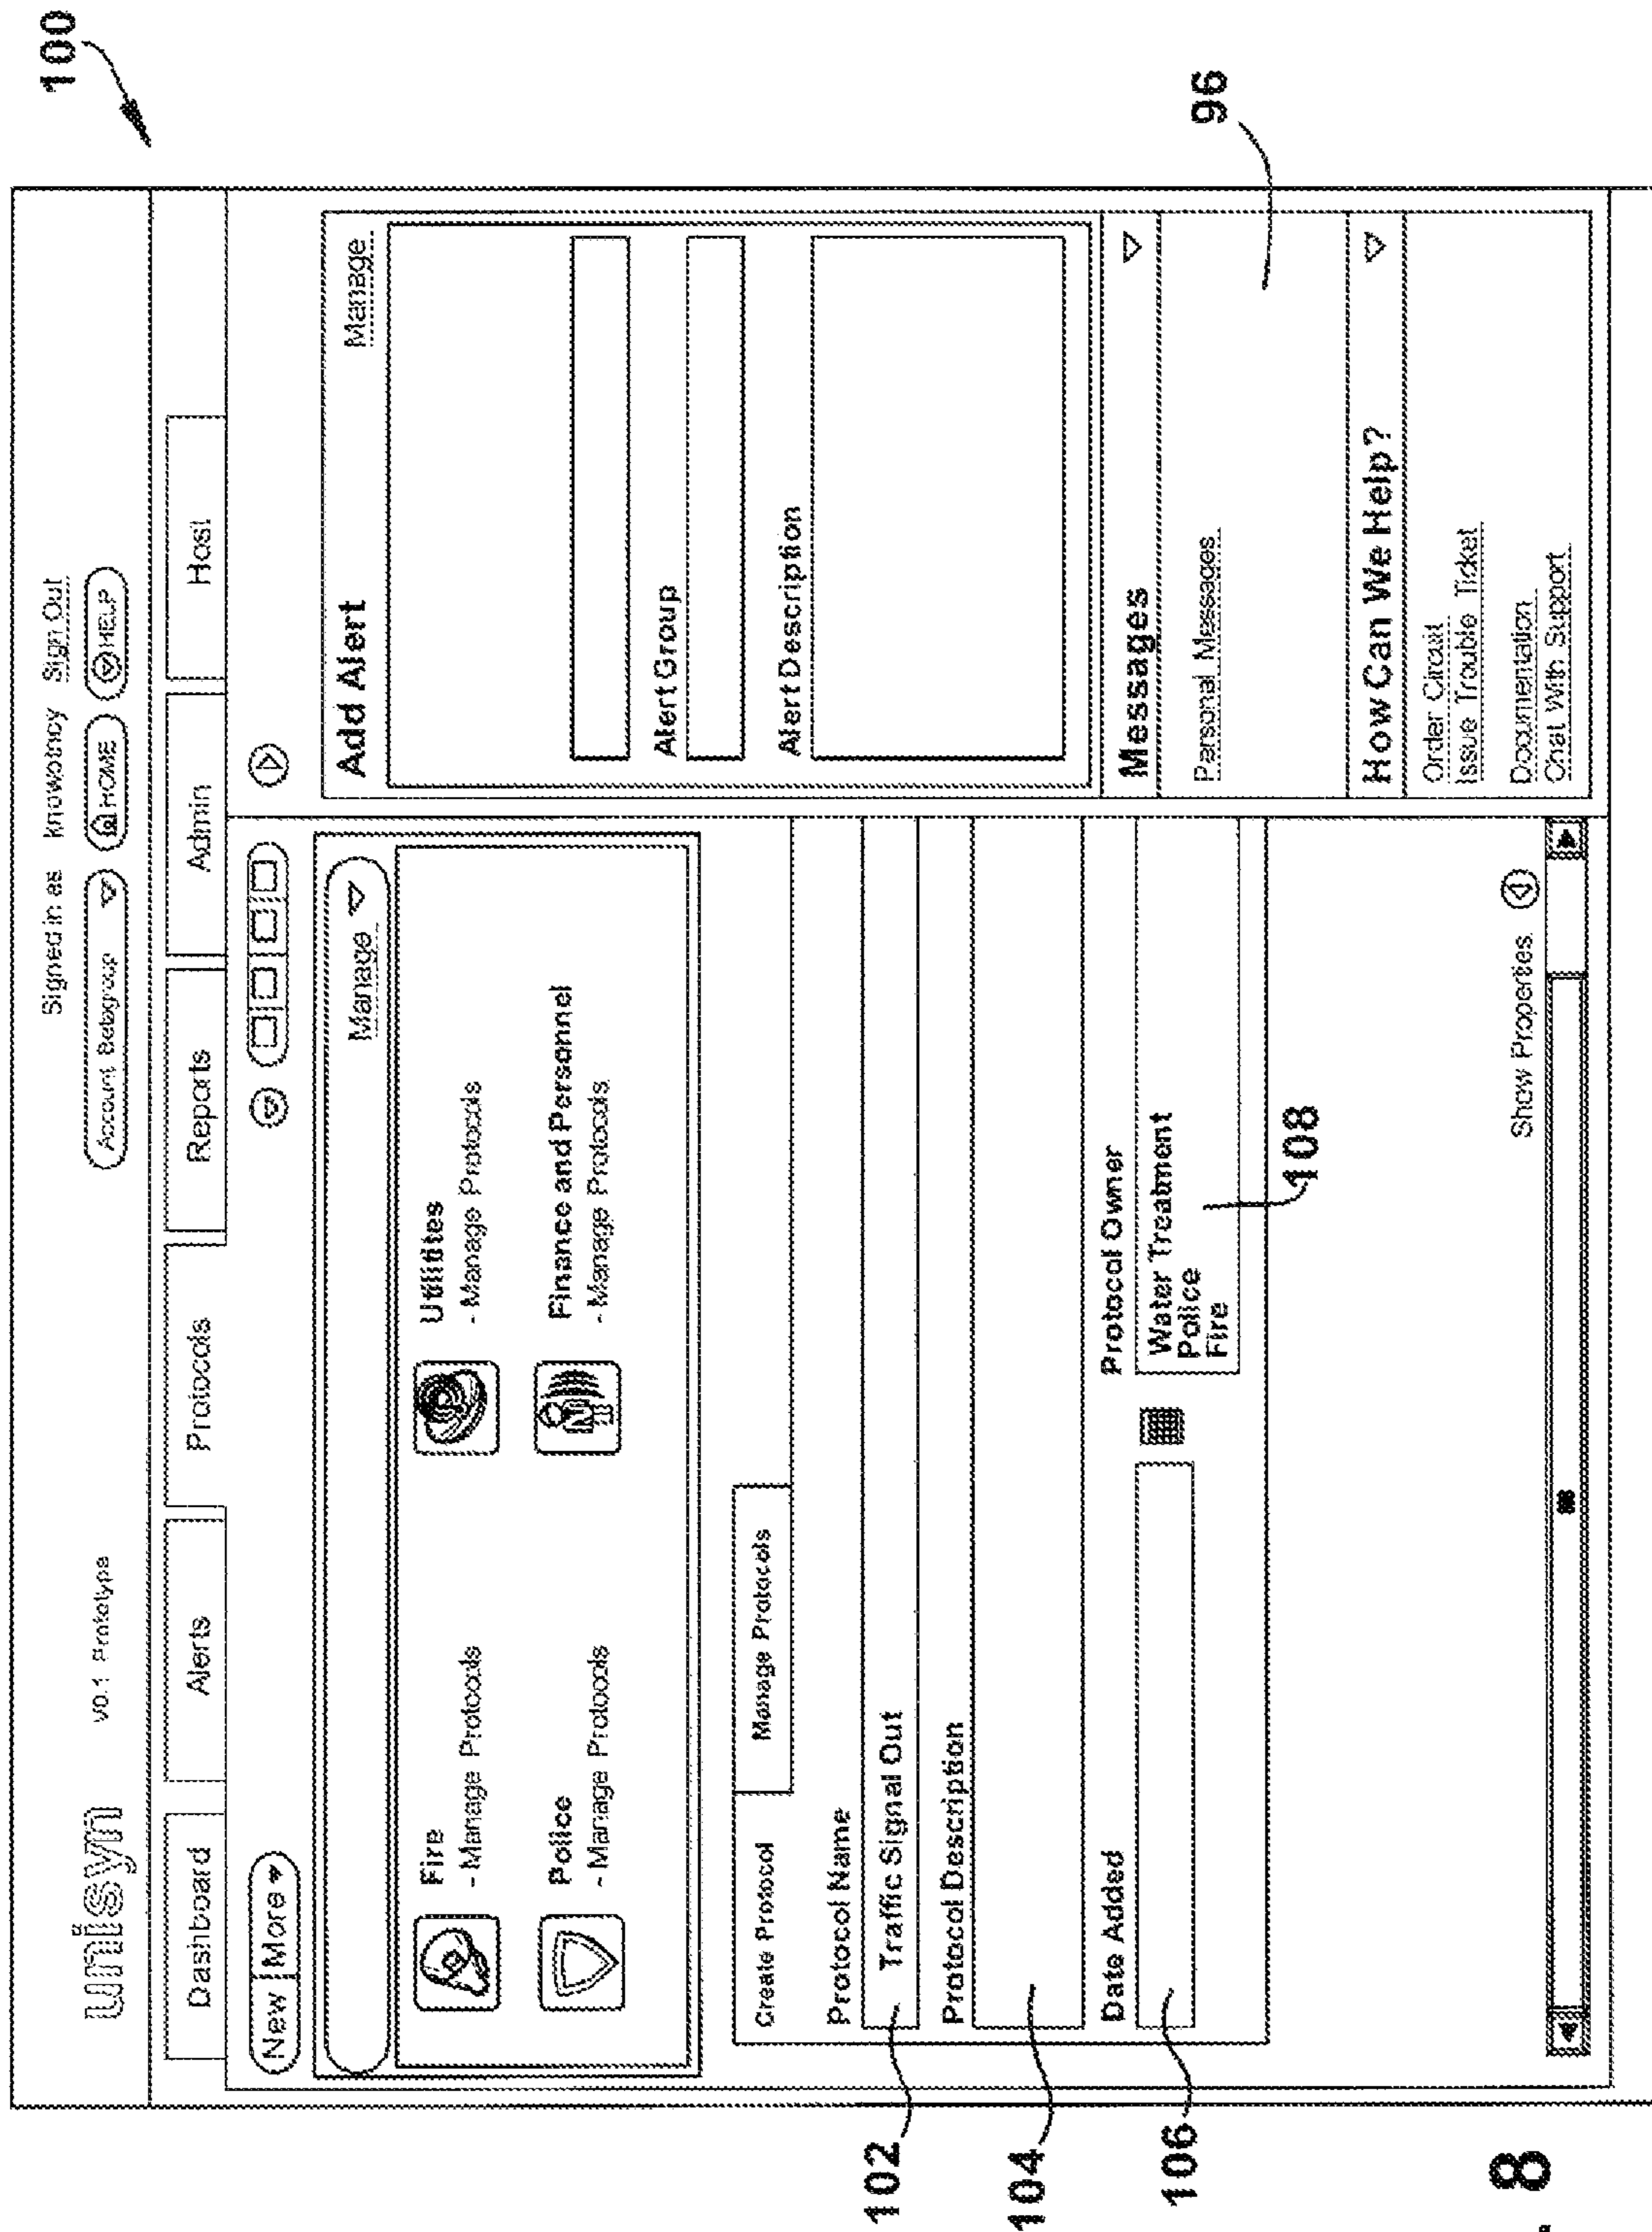 100
unisyn v0.1 Prototype
Signed in as knowotncy Sign Out
Account Betagroup HOME HELP
Dashboard Alerts Protocols Reports Admin Host
New More
Manage
Fire
- Manage Protocols
Utilities
- Manage Protocols
Police
- Manage Protocols
Finance and Personnel
- Manage Protocols
Create Protocol Manage Protocols
Protocol Name
102
Traffic Signal Out
Protocol Description
104
Date Added
106
Protocol Owner
Water Treatment
Police
Fire
108
Show Properties
Add Alert Manage
Alert Group
Alert Description
Messages
Personal Messages
96
How Can We Help?
Order Circuit
Issue Trouble Ticket
Documentation
Chat With Support
8